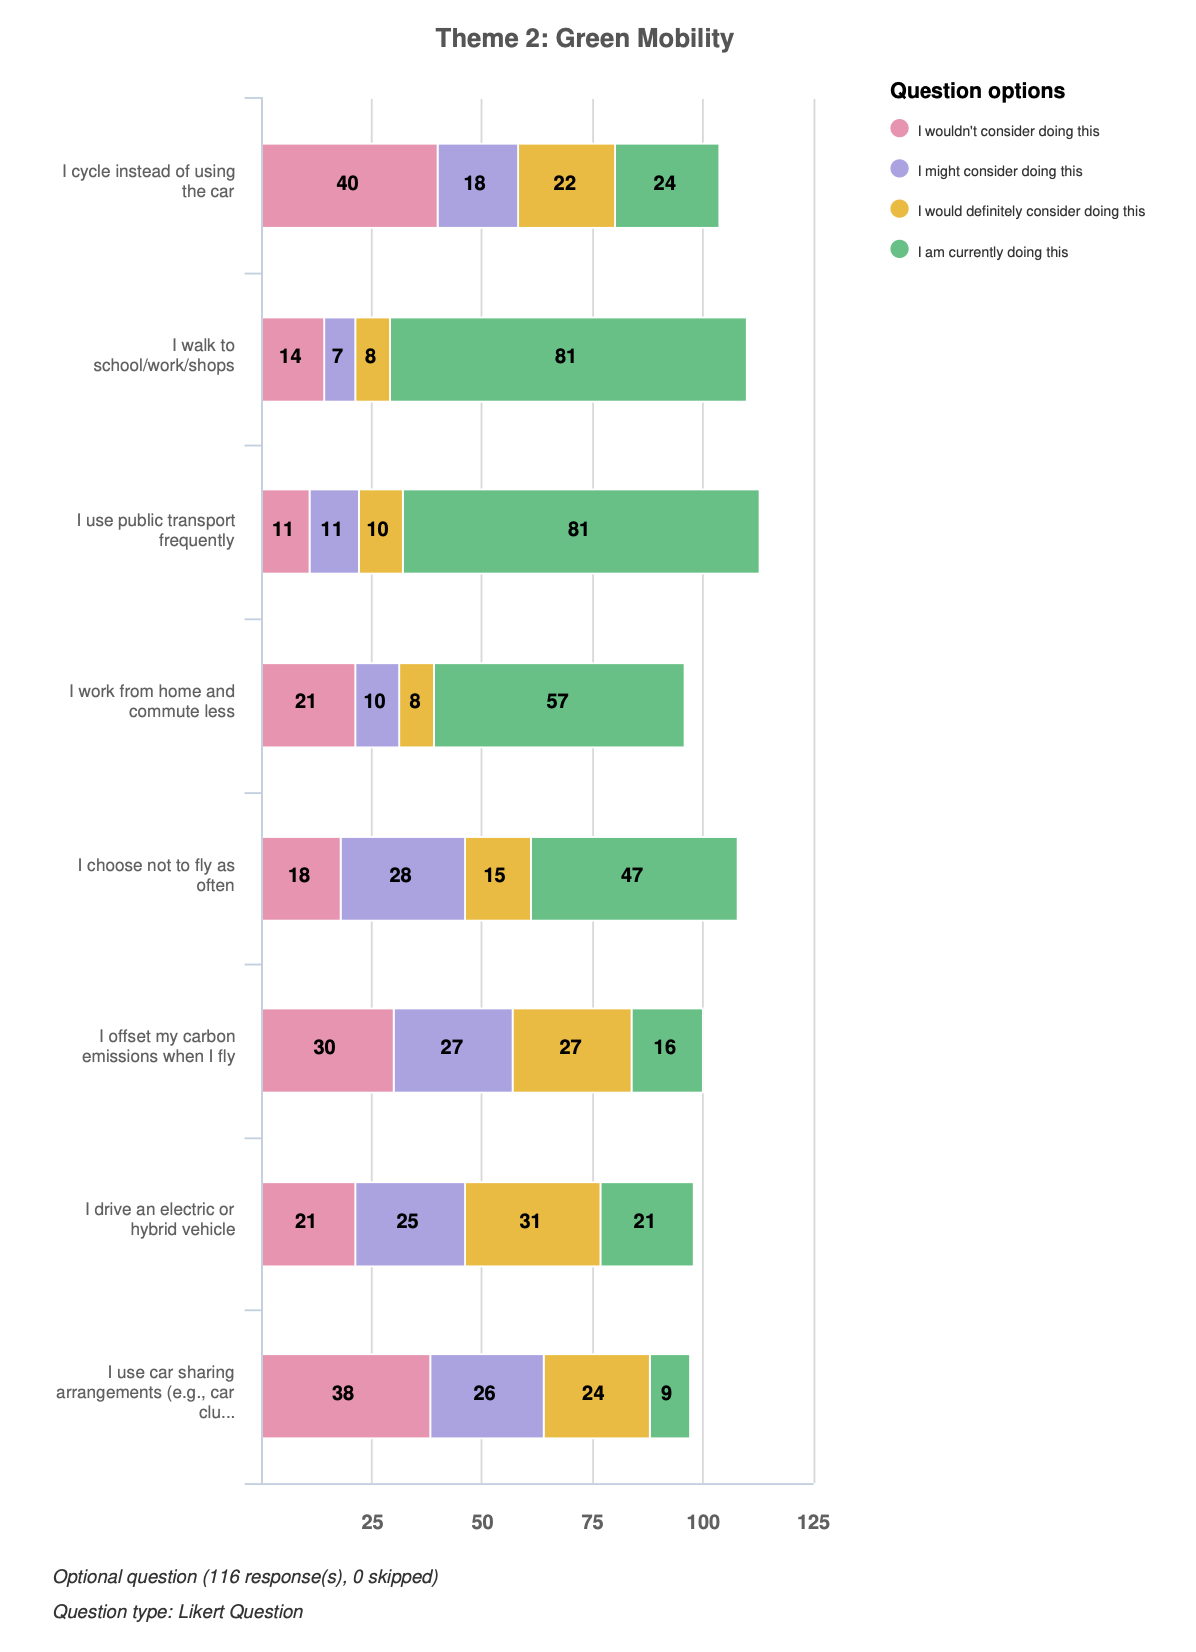 Theme 2: Green Mobility
Question options
I wouldn't consider doing this
I might consider doing this
I would definitely consider doing this
I am currently doing this
I cycle instead of using
the car
40 18 22 24
I walk to
school/work/shops
14 7 8 81
I use public transport
frequently
11 11 10 81
I work from home and
commute less
21 10 8 57
I choose not to fly as
often
18 28 15 47
I offset my carbon
emissions when I fly
30 27 27 16
I drive an electric or
hybrid vehicle
21 25 31 21
I use car sharing
arrangements (e.g., car
clu...
38 26 24 9
25 50 75 100 125
Optional question (116 response(s), 0 skipped)
Question type: Likert Question